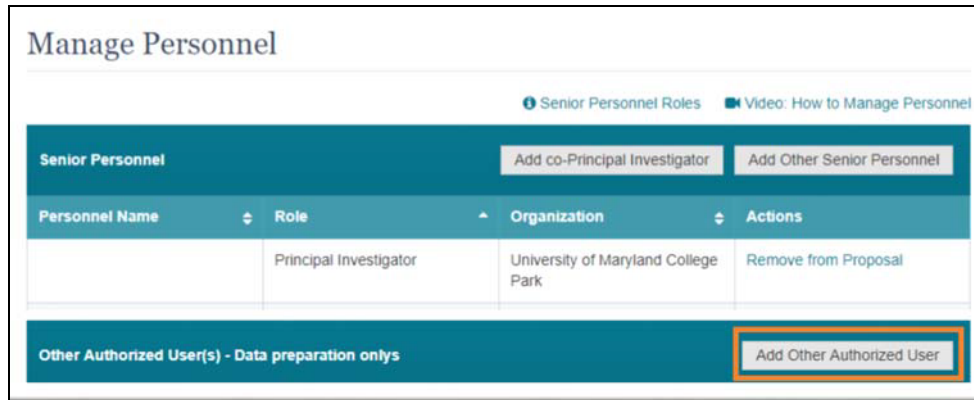 Manage Personnel
Senior Personnel Roles Video: How to Manage Personnel
Senior Personnel Add co-Principal Investigator Add Other Senior Personnel
Personnel Name Role Organization Actions
Principal Investigator University of Maryland College Remove from Proposal
Park
Other Authorized User(s) - Data preparation onlys Add Other Authorized User